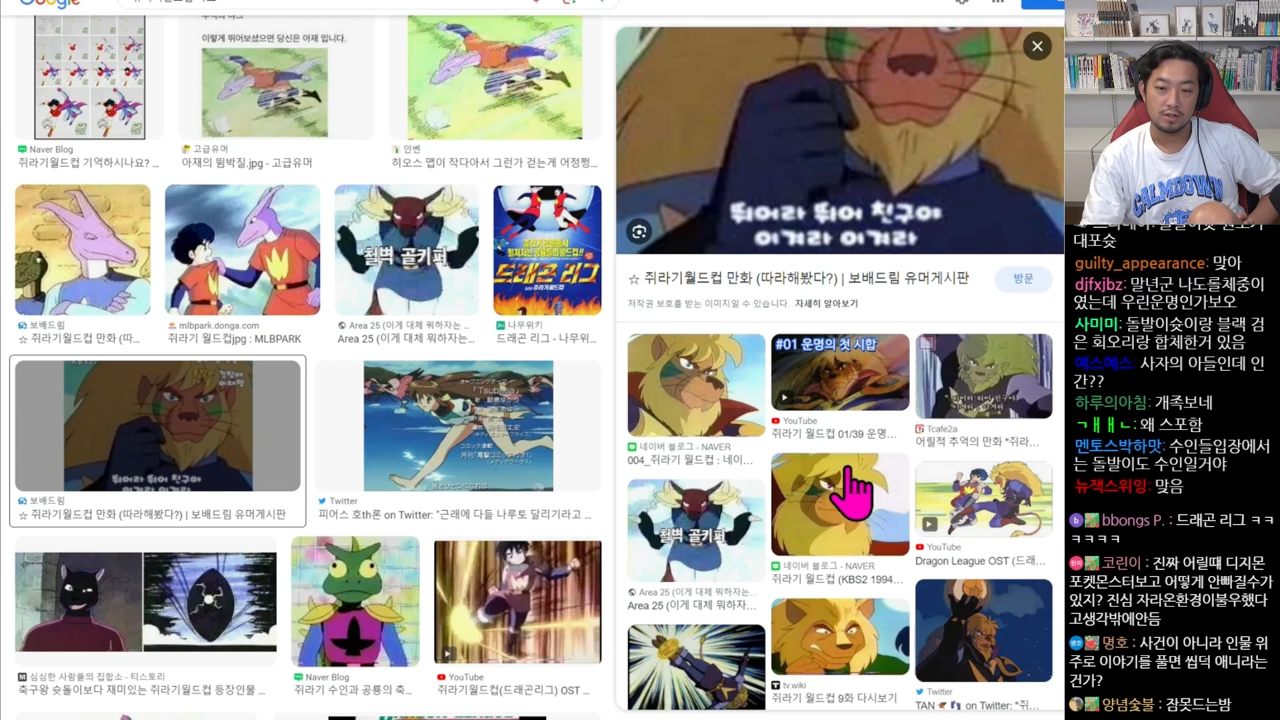 이렇게 뛰어보셨으면 당신은 아재 입니다.
Naver Blog
쥐라기월드컵 기억하시나요? ...
고급유머
아재의 뜀박질.jpg - 고급유머
인벤
히오스 맵이 작다아서 그런가 걷는게 어정쩡...
철벽 골키퍼
드래곤 리그
보배드림
☆ 쥐라기월드컵 만화 (따...
mlbpark.donga.com
쥐라기 월드컵jpg : MLBPARK
Area 25 (이게 대체 뭐하자는 ...
Area 25 (이게 대체 뭐하자는...
나무위키
드래곤 리그 - 나무위...
보배드림
☆ 쥐라기월드컵 만화 (따라해봤다?) | 보배드림 유머게시판
Twitter
피어스 호th론 on Twitter: "근래에 다들 나루토 달리기라고 ...
심심한 사람들의 집합소 - 티스토리
축구왕 슛돌이보다, 재미있는 쥐라기월드컵 등장인물 ...
Naver Blog
쥐라기 수인과 공룡의 축...
YouTube
쥐라기월드컵(드래곤리그) OST ...
뛰어라 뛰어 친구야
이겨라 이겨라
☆ 쥐라기월드컵 만화 (따라해봤다?) | 보배드림 유머게시판
방문
저작권 보호를 받는 이미지일 수 있습니다. 자세히 알아보기
네이버 블로그 - NAVER
004_쥐라기 월드컵 : 네이...
#01 운명의 첫 시합
YouTube
쥐라기 월드컵 01/39 운명...
Tcafe2a
어릴적 추억의 만화 "쥐라...
철벽 골키퍼
Area 25 (이게 대체 뭐하자는...
Area 25 (이게 대체 뭐하자...
네이버 블로그 - NAVER
쥐라기 월드컵 (KBS2 1994...
YouTube
Dragon League OST (드래...
tv.wiki
쥐라기 월드컵 9화 다시보기
Twitter
TAN on Twitter: "쥐...
CALMDOWN
대포슛
guilty_appearance: 맞아
djfxjbz: 말년군 나도롤체중이
였는데 우린운명인가보오
사미미: 돌발이슛이랑 블랙 검
은 회오리랑 합체한거 있음
예스예스: 사자의 아들인데 인
간??
하루의아침: 개족보네
ㄱㅐㅐㄴ: 왜 스포함
멘토스박하맛: 수인들입장에서
는 돌발이도 수인일거야
뉴잭스위잉: 맞음
bbongs P. : 드래곤 리그 ㅋㅋ
ㅋㅋㅋㅋ
코린이 : 진짜 어릴때 디지몬
포켓몬스터보고 어떻게 안빠질수가
있지? 진심 자라온환경이불우했다
고생각밖에안듬
명호 : 사건이 아니라 인물 위
주로 이야기를 풀면 씹덕 애니라는
건가?
양념숯불 : 잠못드는밤